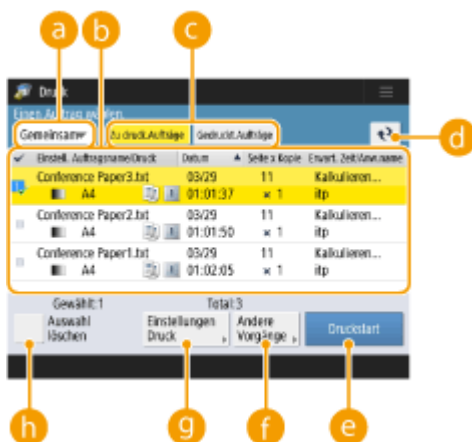 a b c
Druck
Einen Auftrag wählen.
Gemeinsam Zu druck.Aufträge Gedruckt.Aufträge d
Einstell. Auftragsname/Druck Datum Seite x Kopie Erwart. Zeit/Anw.name
1 Conference Paper3.txt 03/29 11 Kalkulieren...
A4 01:01:37 x 1 itp
Conference Paper2.txt 03/29 11 Kalkulieren...
A4 01:01:50 x 1 itp
Conference Paper1.txt 03/29 11 Kalkulieren...
A4 01:02:05 x 1 itp
Gewählt:1 Total:3
Auswahl löschen Einstellungen Druck Andere Vorgänge Druckstart
h g f e